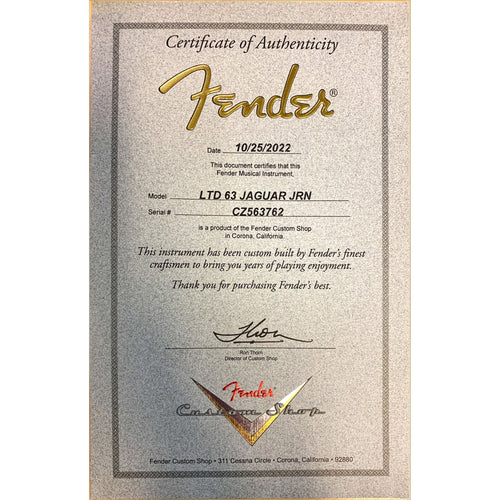 Certificate of Authenticity
Fender®
Date 10/25/2022
This document certifies that this
Fender Musical Instrument,
Model LTD 63 JAGUAR JRN
Serial # CZ563762
is a product of the Fender Custom Shop
in Corona, California.
This instrument has been custom built by Fender's finest
craftsmen to bring you years of playing enjoyment.
Thank you for purchasing Fender's best.
Ron Thorn
Director of Custom Shop
Fender
Custom Shop
Fender Custom Shop • 311 Cessna Circle • Corona, California • 92880